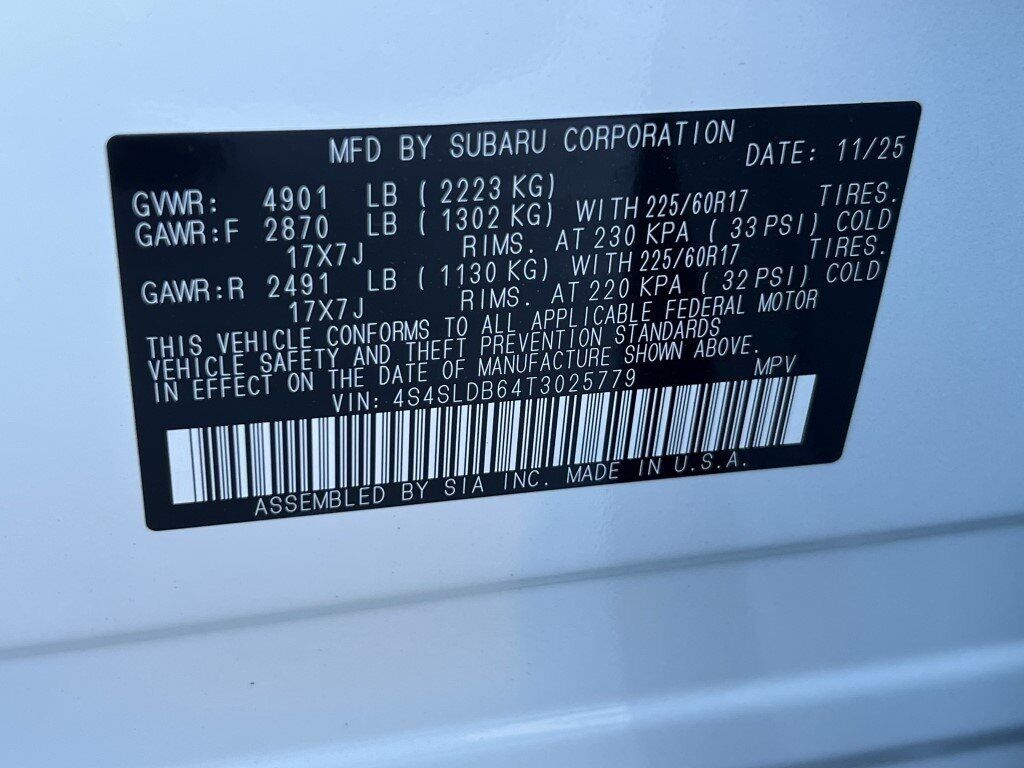 MFD BY SUBARU CORPORATION DATE: 11/25
GVWR: 4901 LB ( 2223 KG)
GAWR:F 2870 LB ( 1302 KG) WITH 225/60R17 TIRES.
17X7J RIMS. AT 230 KPA ( 33 PSI) COLD
GAWR:R 2491 LB ( 1130 KG) WITH 225/60R17 TIRES.
17X7J RIMS. AT 220 KPA ( 32 PSI) COLD
THIS VEHICLE CONFORMS TO ALL APPLICABLE FEDERAL MOTOR
VEHICLE SAFETY AND THEFT PREVENTION STANDARDS
IN EFFECT ON THE DATE OF MANUFACTURE SHOWN ABOVE.
VIN: 4S4SLDB64T3025779 MPV
ASSEMBLED BY SIA INC. MADE IN U.S.A.